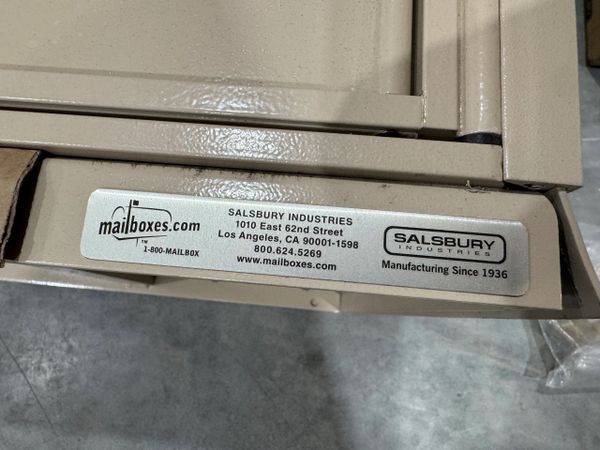 mailboxes.com
™
1-800-MAILBOX
SALSBURY INDUSTRIES
1010 East 62nd Street
Los Angeles, CA 90001-1598
800.624.5269
www.mailboxes.com
SALSBURY
INDUSTRIES
Manufacturing Since 1936